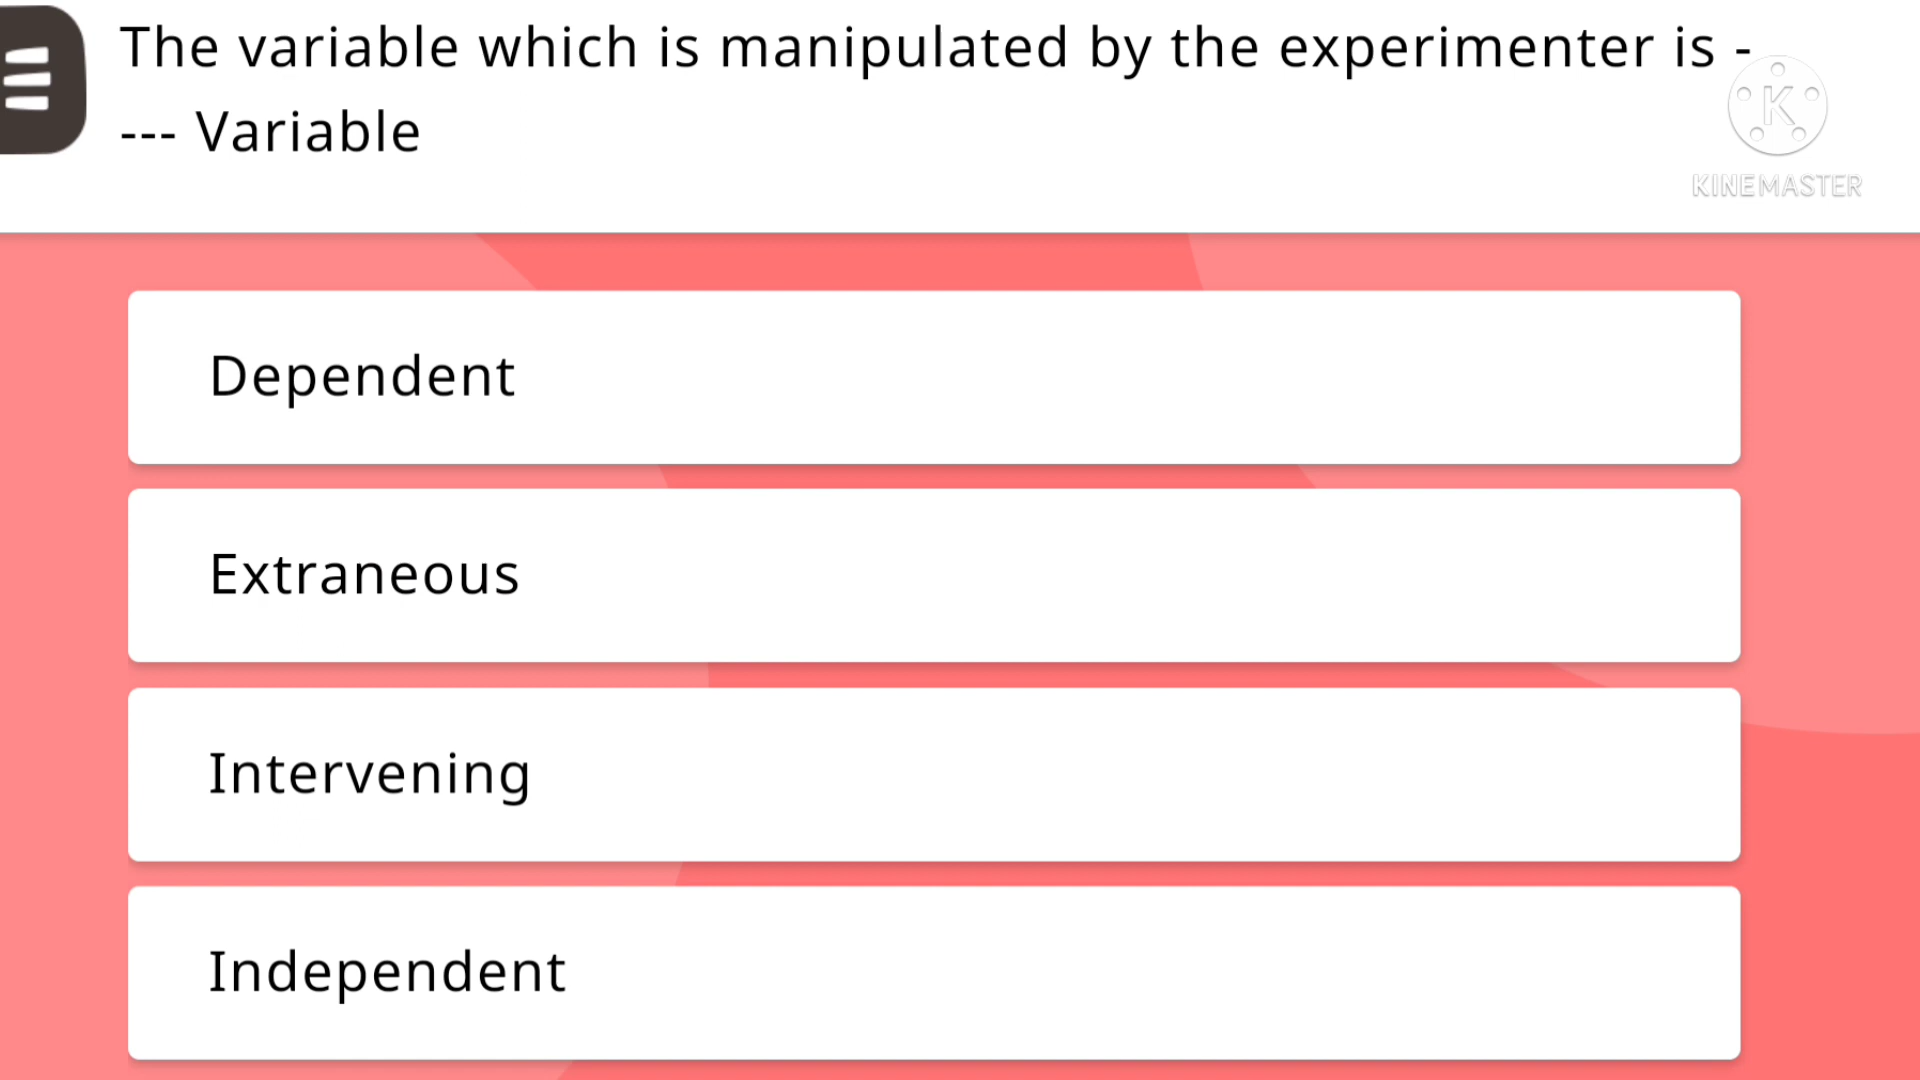 The variable which is manipulated by the experimenter is -
--- Variable
K
KINEMASTER
Dependent
Extraneous
Intervening
Independent